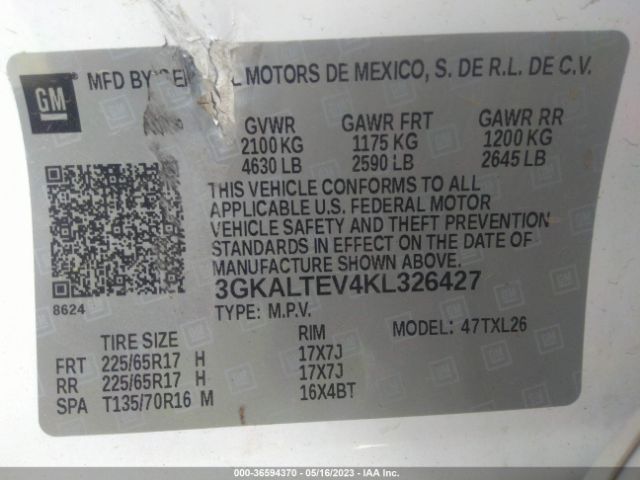 GM
MFD BY GENERAL MOTORS DE MEXICO, S. DE R.L. DE C.V.
GVWR GAWR FRT GAWR RR
2100 KG 1175 KG 1200 KG
4630 LB 2590 LB 2645 LB
THIS VEHICLE CONFORMS TO ALL
APPLICABLE U.S. FEDERAL MOTOR
VEHICLE SAFETY AND THEFT PREVENTION
STANDARDS IN EFFECT ON THE DATE OF
MANUFACTURE SHOWN ABOVE.
3GKALTEV4KL326427
8624
TYPE: M.P.V. MODEL: 47TXL26
TIRE SIZE RIM
FRT 225/65R17 H 17X7J
RR 225/65R17 H 17X7J
SPA T135/70R16 M 16X4BT
000-36594370 - 05/16/2023 - IAA Inc.